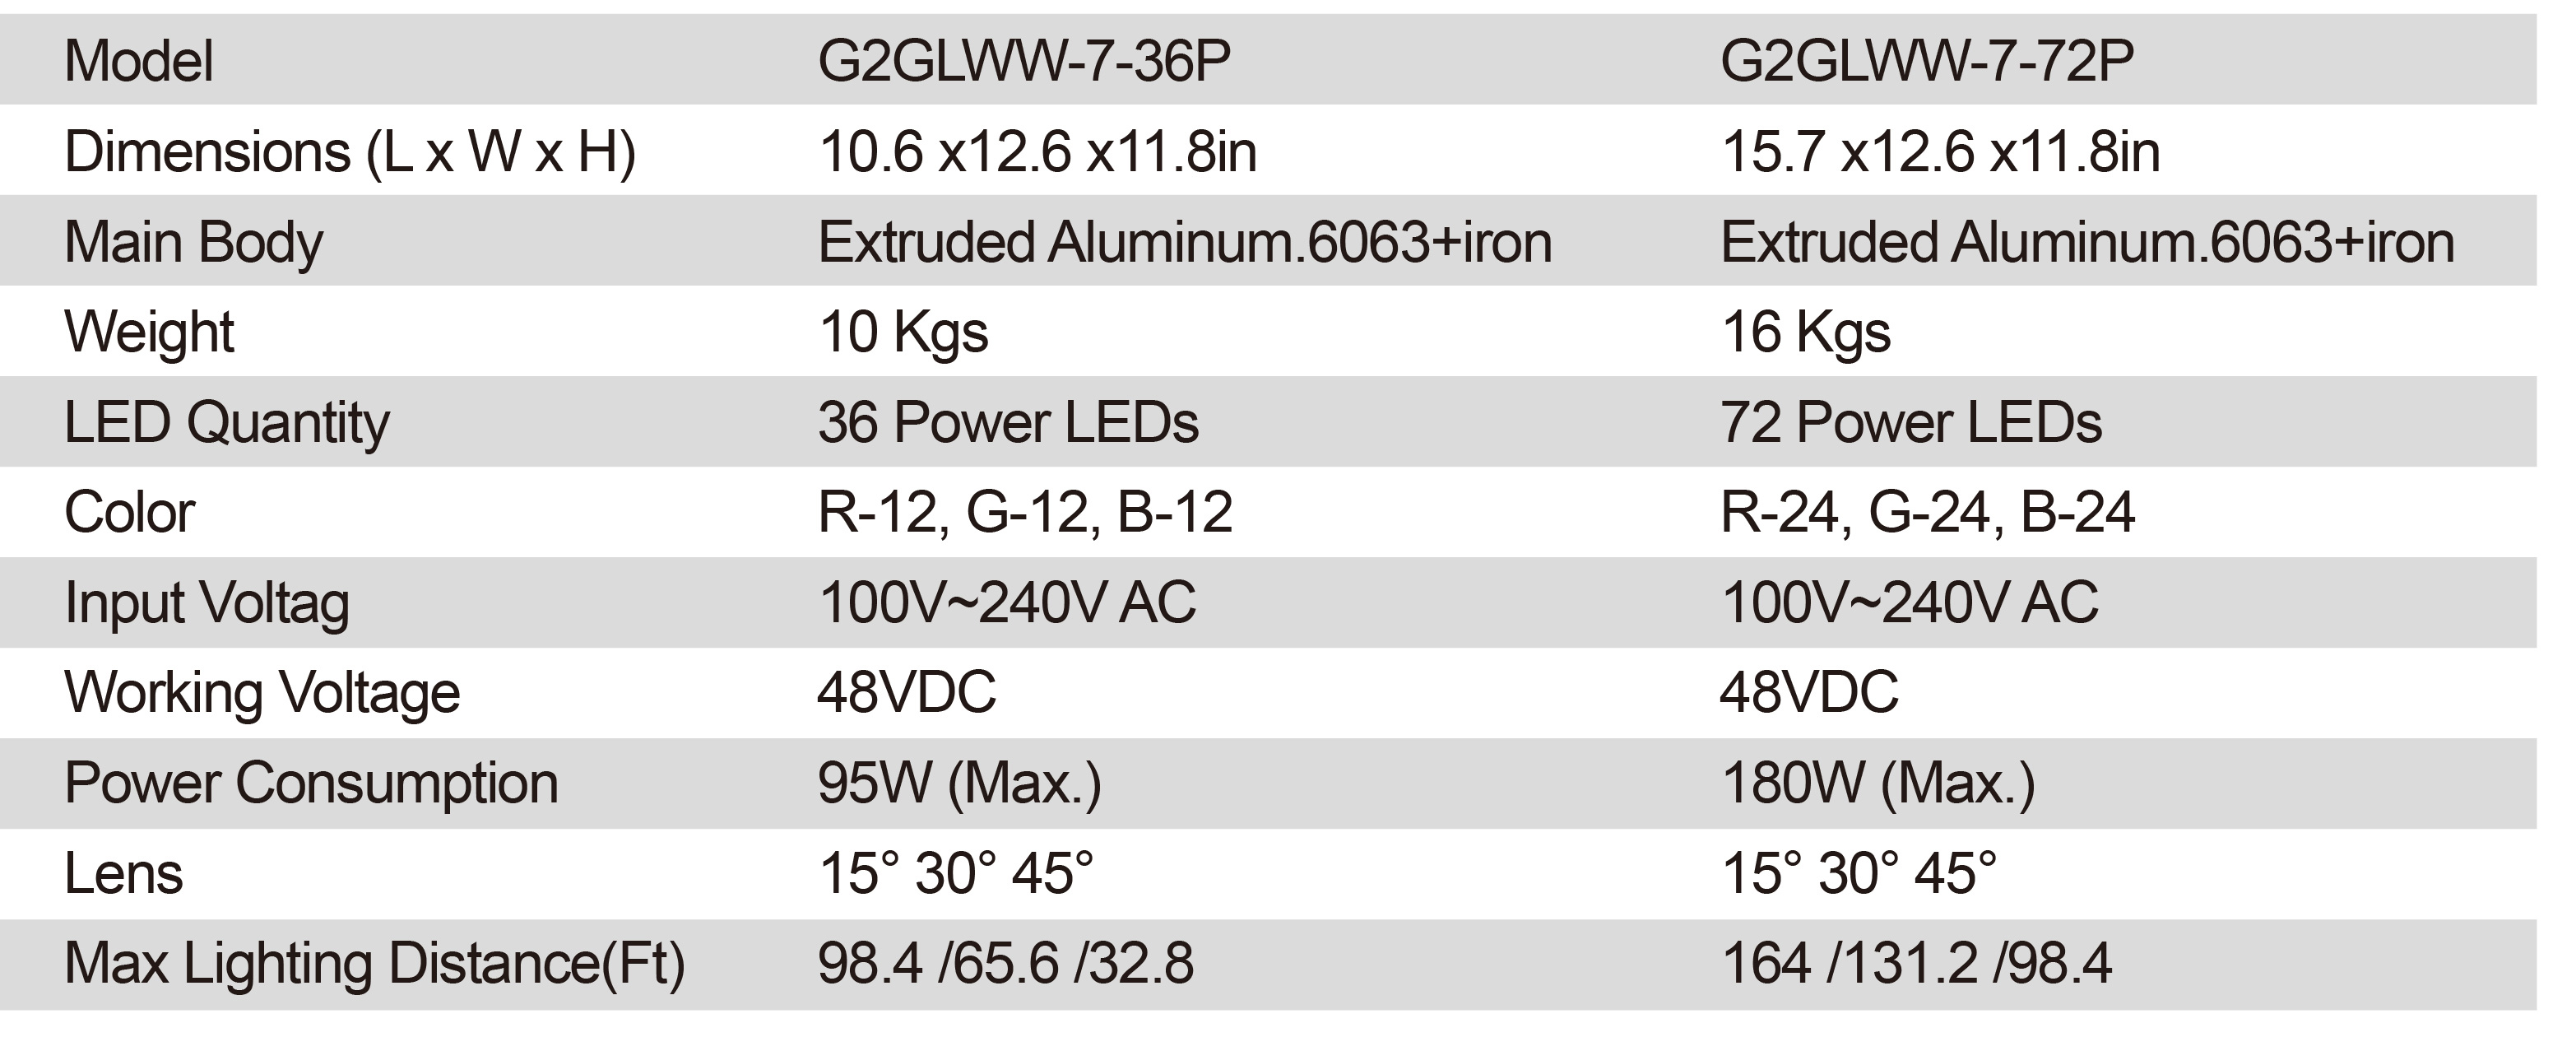 Model G2GLWW-7-36P G2GLWW-7-72P
Dimensions (L x W x H) 10.6 x12.6 x11.8in 15.7 x12.6 x11.8in
Main Body Extruded Aluminum.6063+iron Extruded Aluminum.6063+iron
Weight 10 Kgs 16 Kgs
LED Quantity 36 Power LEDs 72 Power LEDs
Color R-12, G-12, B-12 R-24, G-24, B-24
Input Voltag 100V~240V AC 100V~240V AC
Working Voltage 48VDC 48VDC
Power Consumption 95W (Max.) 180W (Max.)
Lens 15° 30° 45° 15° 30° 45°
Max Lighting Distance(Ft) 98.4 /65.6 /32.8 164 /131.2 /98.4